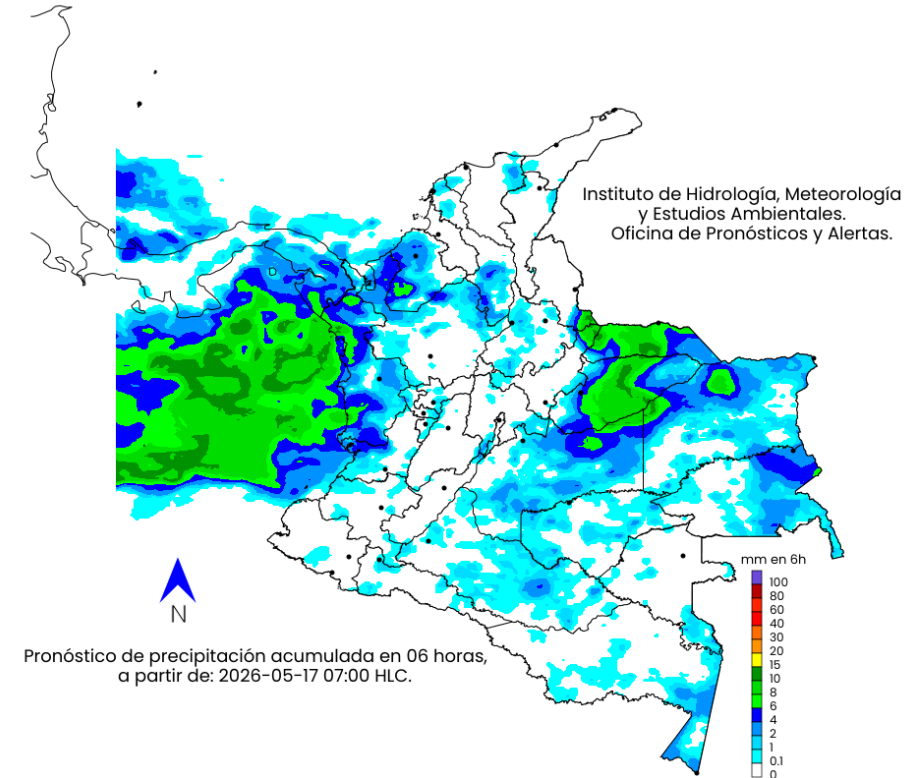 Instituto de Hidrología, Meteorología
y Estudios Ambientales.
Oficina de Pronósticos y Alertas.
mm en 6h
100
80
60
40
30
20
15
10
8
6
4
2
1
0.1
0
N
Pronóstico de precipitación acumulada en 06 horas,
a partir de: 2026-05-17 07:00 HLC.